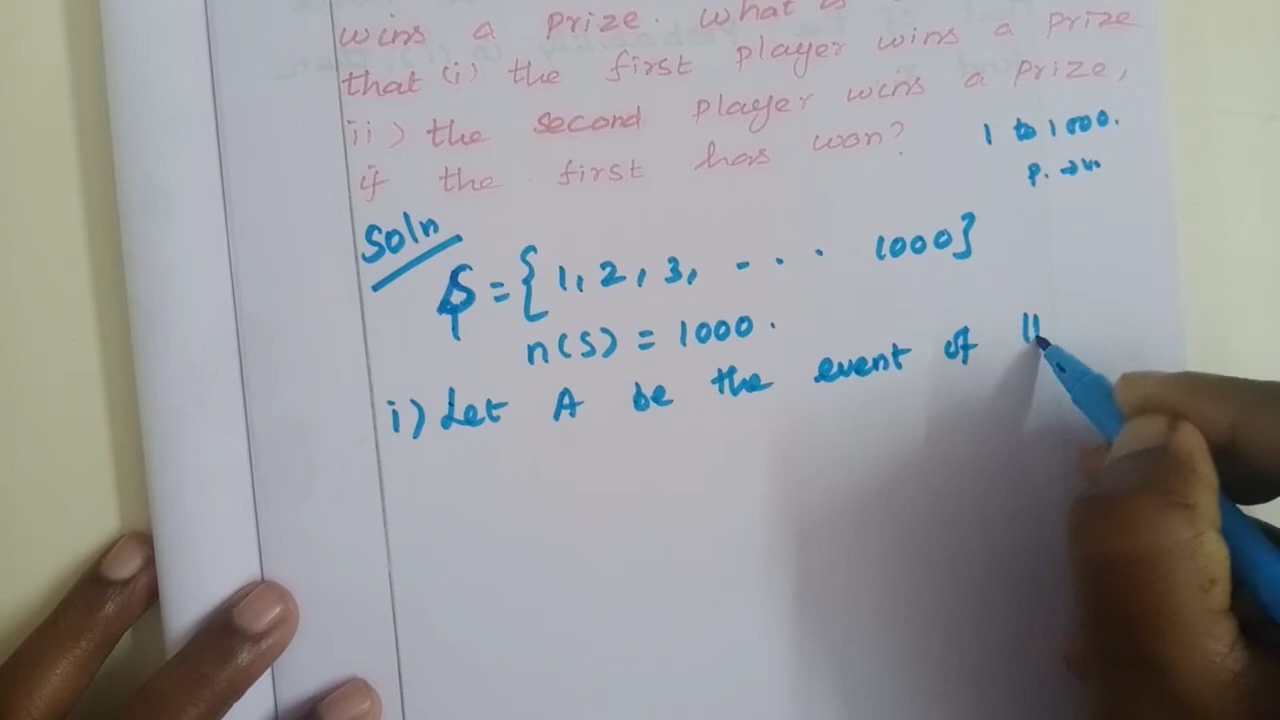 wins a prize. What is
that (i) the first player wins a prize
ii) the second player wins a prize,
if the first has won?
1 to 1000.
Soln
S = { 1, 2, 3, - . . . 1000}
n(S) = 1000.
i) Let A be the event of